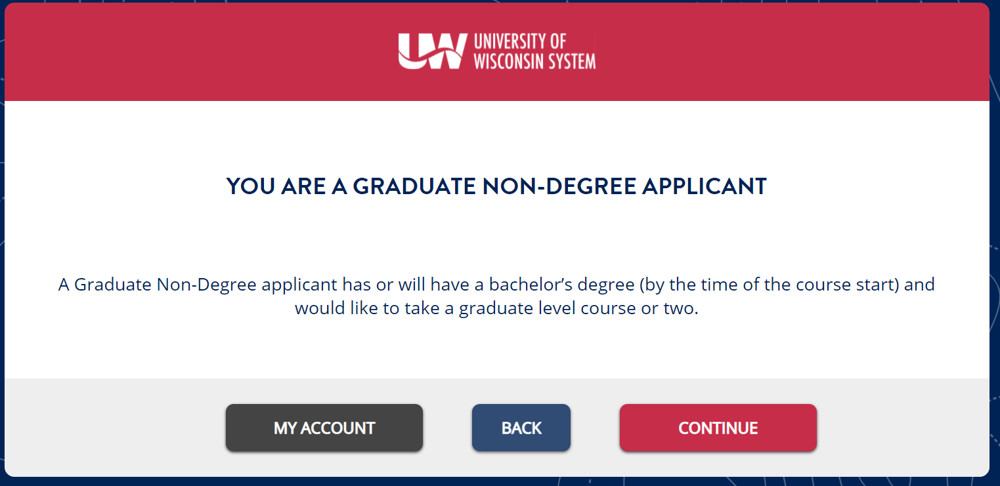 UW UNIVERSITY OF
WISCONSIN SYSTEM
YOU ARE A GRADUATE NON-DEGREE APPLICANT
A Graduate Non-Degree applicant has or will have a bachelor’s degree (by the time of the course start) and
would like to take a graduate level course or two.
MY ACCOUNT
BACK
CONTINUE